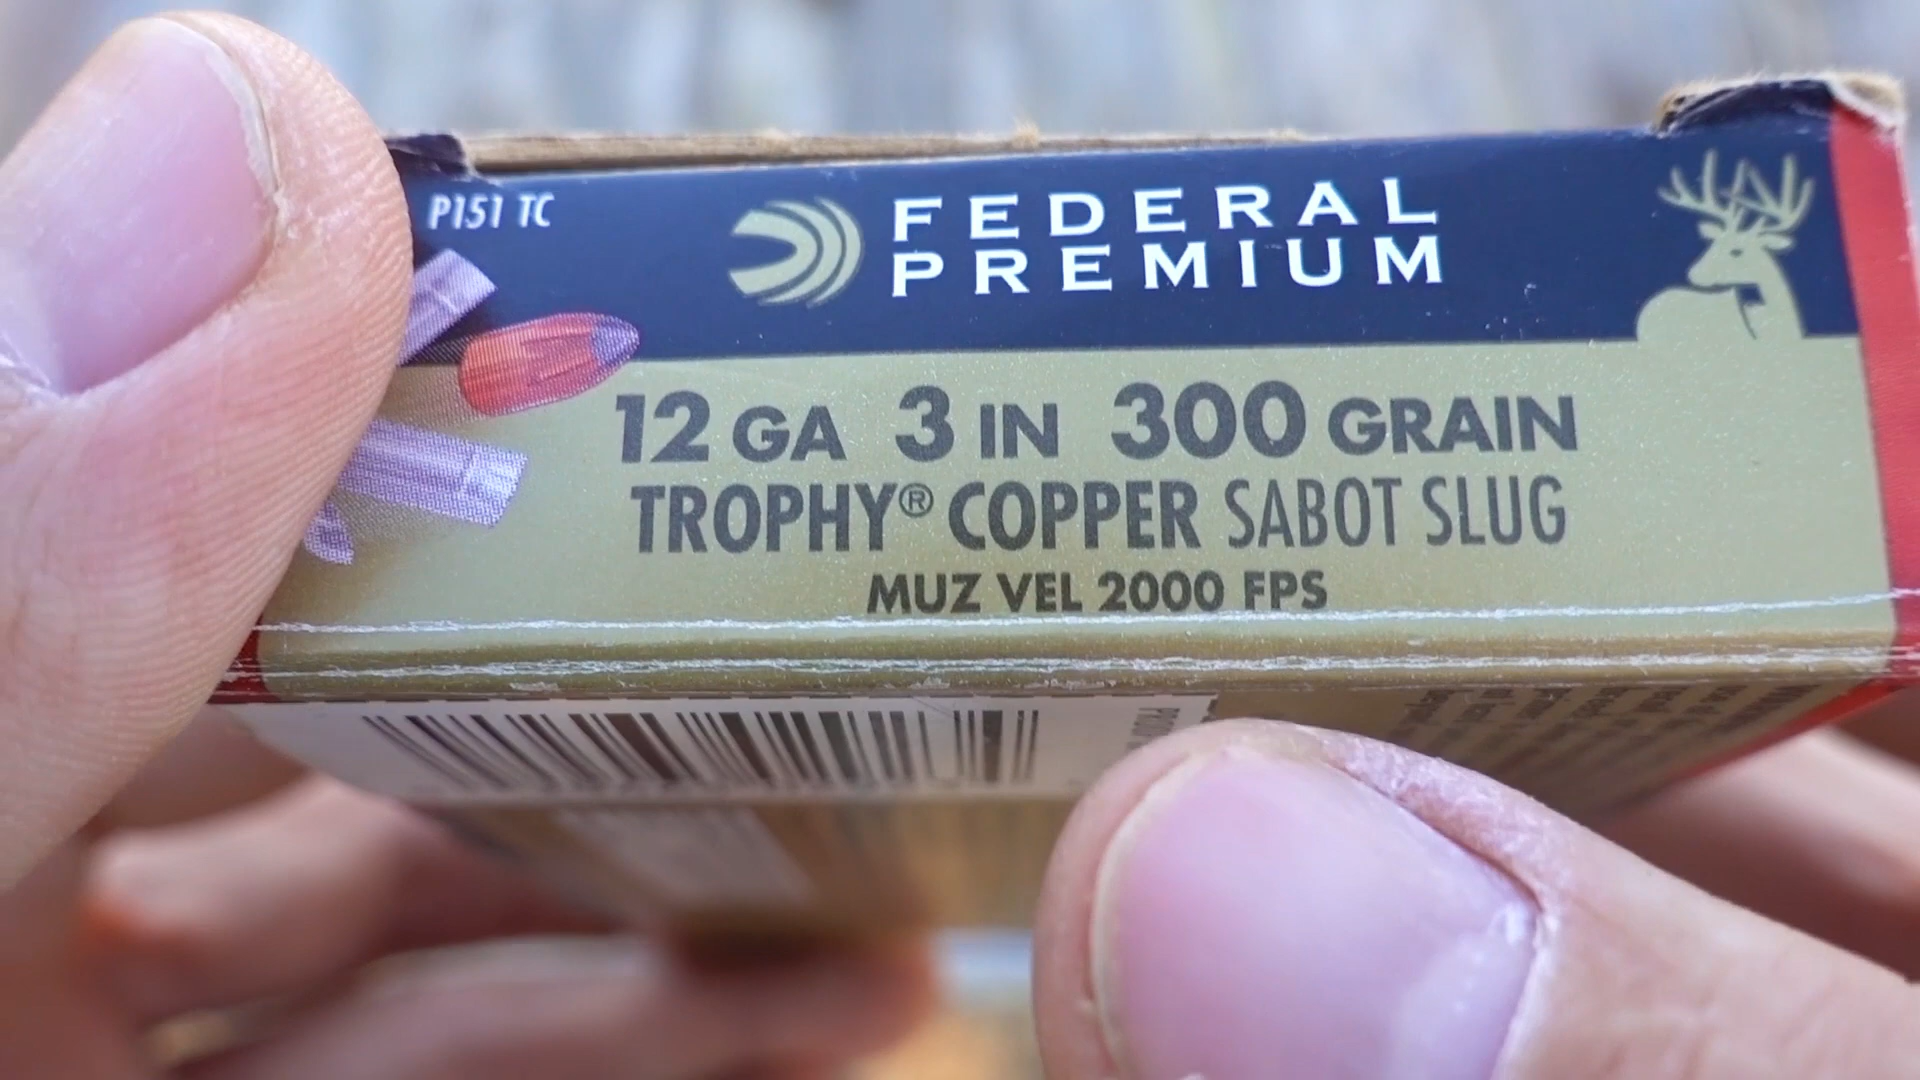 P151 TC
FEDERAL
PREMIUM
12 GA 3 IN 300 GRAIN
TROPHY® COPPER SABOT SLUG
MUZ VEL 2000 FPS